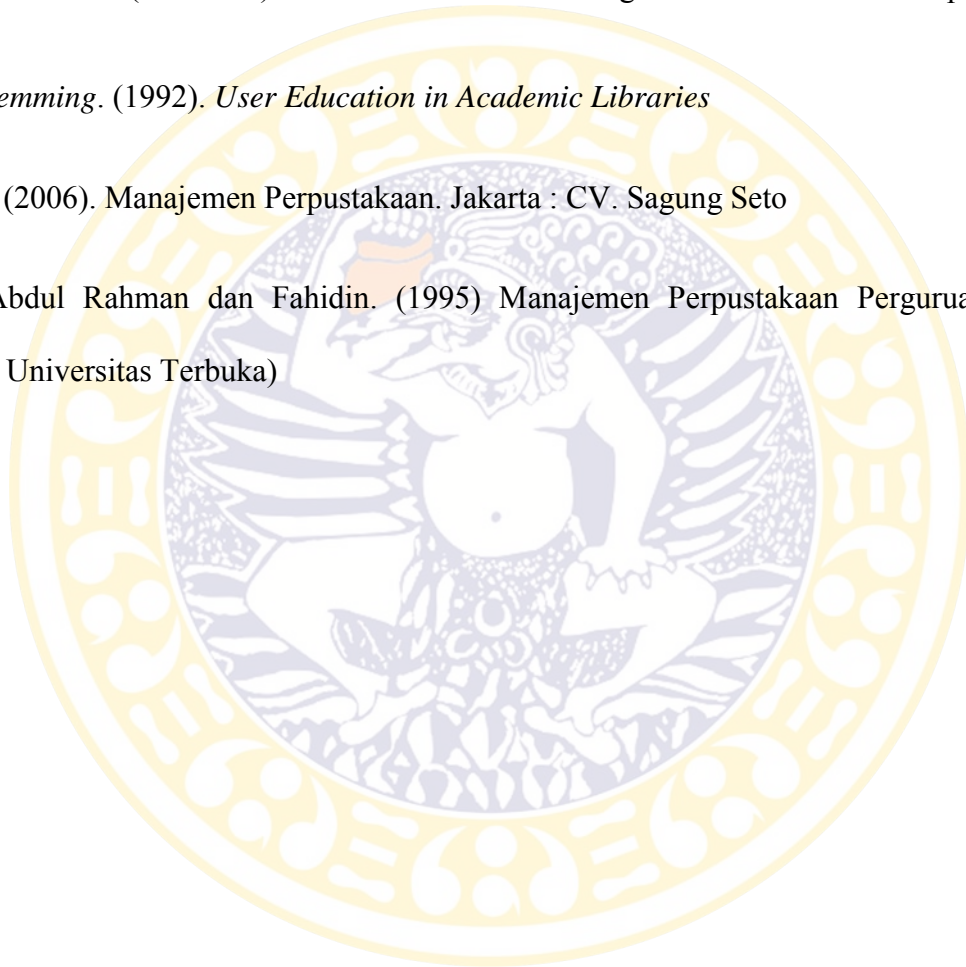 emming. (1992). User Education in Academic Libraries
(2006). Manajemen Perpustakaan. Jakarta : CV. Sagung Seto
Abdul Rahman dan Fahidin. (1995) Manajemen Perpustakaan Pergurua
Universitas Terbuka)